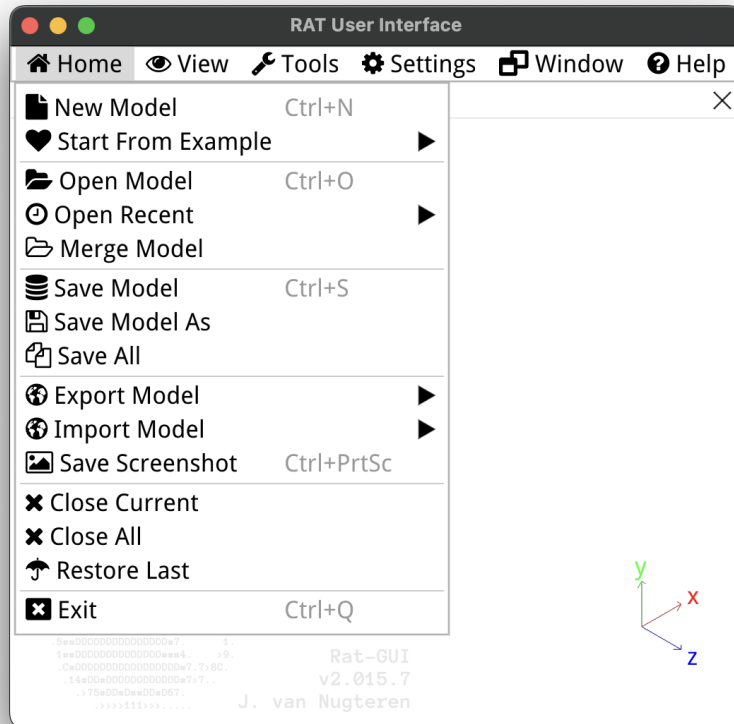 RAT User Interface
Home View Tools Settings Window Help
New Model Ctrl+N
Start From Example
Open Model Ctrl+O
Open Recent
Merge Model
Save Model Ctrl+S
Save Model As
Save All
Export Model
Import Model
Save Screenshot Ctrl+PrtSc
Close Current
Close All
Restore Last
Exit Ctrl+Q
y
x
z
Rat-GUI
v2.015.7
J. van Nugteren